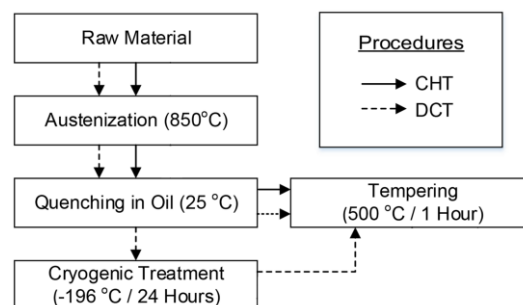 Raw Material
Austenization (850°C)
Quenching in Oil (25 °C)
Cryogenic Treatment
(-196 °C / 24 Hours)
Tempering
(500 °C / 1 Hour)
Procedures
CHT
DCT